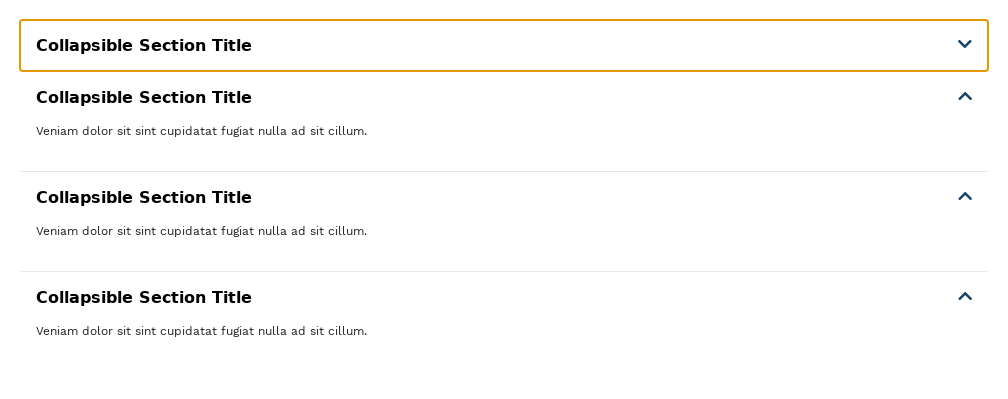 Collapsible Section Title
Collapsible Section Title
Veniam dolor sit sint cupidatat fugiat nulla ad sit cillum.
Collapsible Section Title
Veniam dolor sit sint cupidatat fugiat nulla ad sit cillum.
Collapsible Section Title
Veniam dolor sit sint cupidatat fugiat nulla ad sit cillum.